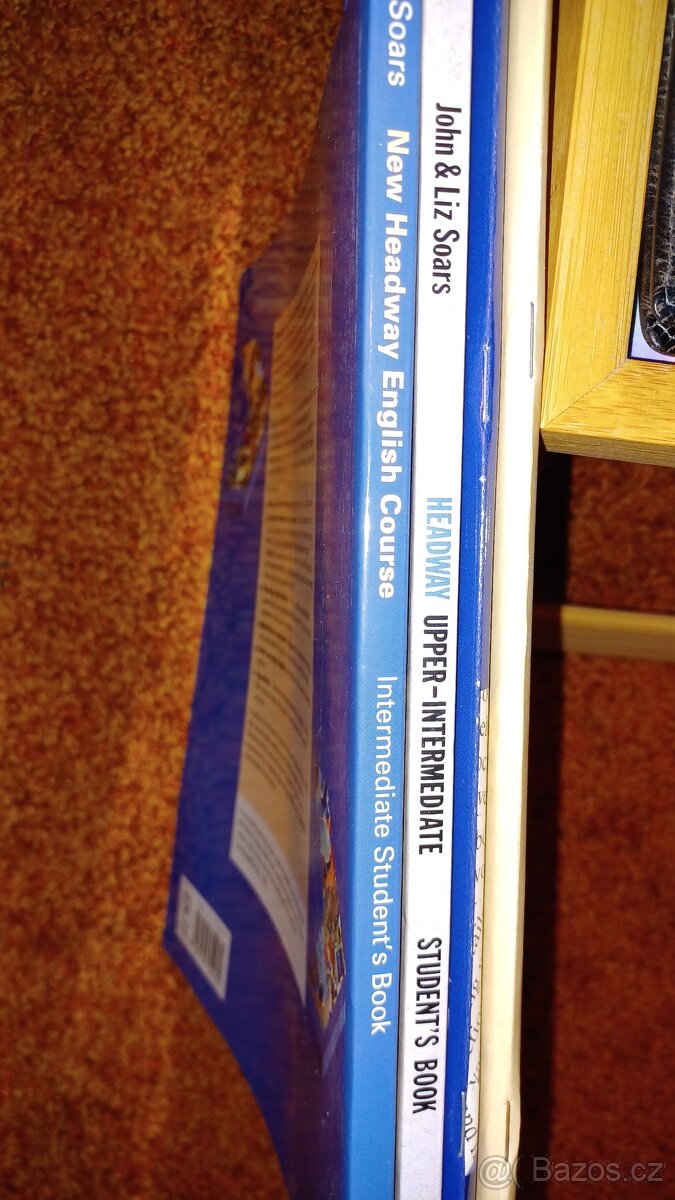 Soars New Headway English Course Intermediate Student's Book
John & Liz Soars HEADWAY UPPER-INTERMEDIATE STUDENT'S BOOK
@( Bazos.cz